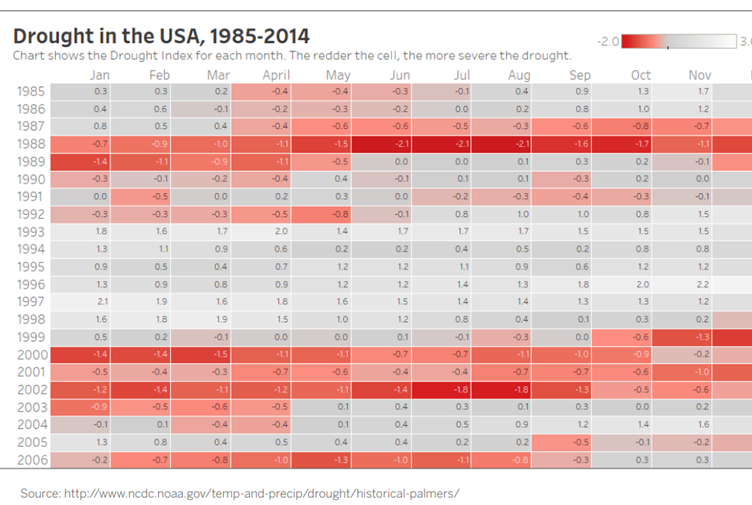 Drought in the USA, 1985-2014
Chart shows the Drought Index for each month. The redder the cell, the more severe the drought.
-2.0 3.0
Jan Feb Mar April May Jun Jul Aug Sep Oct Nov
1985 0.3 0.3 0.2 -0.4 -0.4 -0.3 -0.1 0.4 0.9 1.3 1.7
1986 0.4 0.6 -0.1 -0.2 -0.3 -0.2 0.0 0.2 0.8 1.0 1.2
1987 0.8 0.5 0.4 -0.4 -0.6 -0.6 -0.5 -0.3 -0.6 -0.8 -0.7
1988 -0.7 -0.9 -1.0 -1.1 -1.5 -2.1 -2.1 -2.1 -1.6 -1.7 -1.1
1989 -1.4 -1.1 -0.9 -1.1 -0.5 0.0 0.0 0.1 0.3 0.2 -0.1
1990 -0.3 -0.1 -0.2 -0.4 0.4 -0.1 0.1 0.1 -0.3 0.2 0.0
1991 0.0 -0.5 0.0 0.2 0.3 0.0 -0.2 -0.3 -0.4 -0.3 -0.1
1992 -0.3 -0.3 -0.3 -0.5 -0.8 -0.1 0.8 1.0 1.0 0.8 1.5
1993 1.8 1.6 1.7 2.0 1.4 1.7 1.7 1.7 1.5 1.5 1.5
1994 1.3 1.1 0.9 0.6 0.2 0.2 0.4 0.5 0.2 0.8 0.8
1995 0.9 0.5 0.4 0.7 1.2 1.2 1.1 0.9 0.6 1.2 1.2
1996 1.3 0.9 0.8 0.9 1.2 1.2 1.4 1.3 1.8 2.0 2.2
1997 2.1 1.9 1.6 1.8 1.6 1.5 1.4 1.4 1.3 1.3 1.2
1998 1.6 1.8 1.9 1.5 1.0 1.2 0.8 0.4 0.1 0.3 0.2
1999 0.5 0.2 -0.1 0.0 0.0 0.1 -0.1 -0.3 0.0 -0.6 -1.3
2000 -1.4 -1.4 -1.5 -1.1 -1.1 -0.7 -0.7 -1.1 -1.0 -0.9 -0.2
2001 -0.5 -0.4 -0.3 -0.7 -0.6 -0.4 -0.4 -0.7 -0.7 -0.6 -1.0
2002 -1.2 -1.4 -1.1 -1.2 -1.1 -1.4 -1.8 -1.8 -1.3 -0.5 -0.6
2003 -0.9 -0.5 -0.6 -0.5 0.1 0.4 0.3 0.1 0.3 0.0 0.2
2004 -0.1 0.1 -0.4 -0.4 0.1 0.4 0.5 0.9 1.2 1.4 1.6
2005 1.3 0.8 0.4 0.5 0.4 0.4 0.2 0.2 -0.5 -0.1 -0.2
2006 -0.2 -0.7 -0.8 -1.0 -1.3 -1.0 -1.1 -0.8 -0.3 0.3 0.3
Source: http://www.ncdc.noaa.gov/temp-and-precip/drought/historical-palmers/